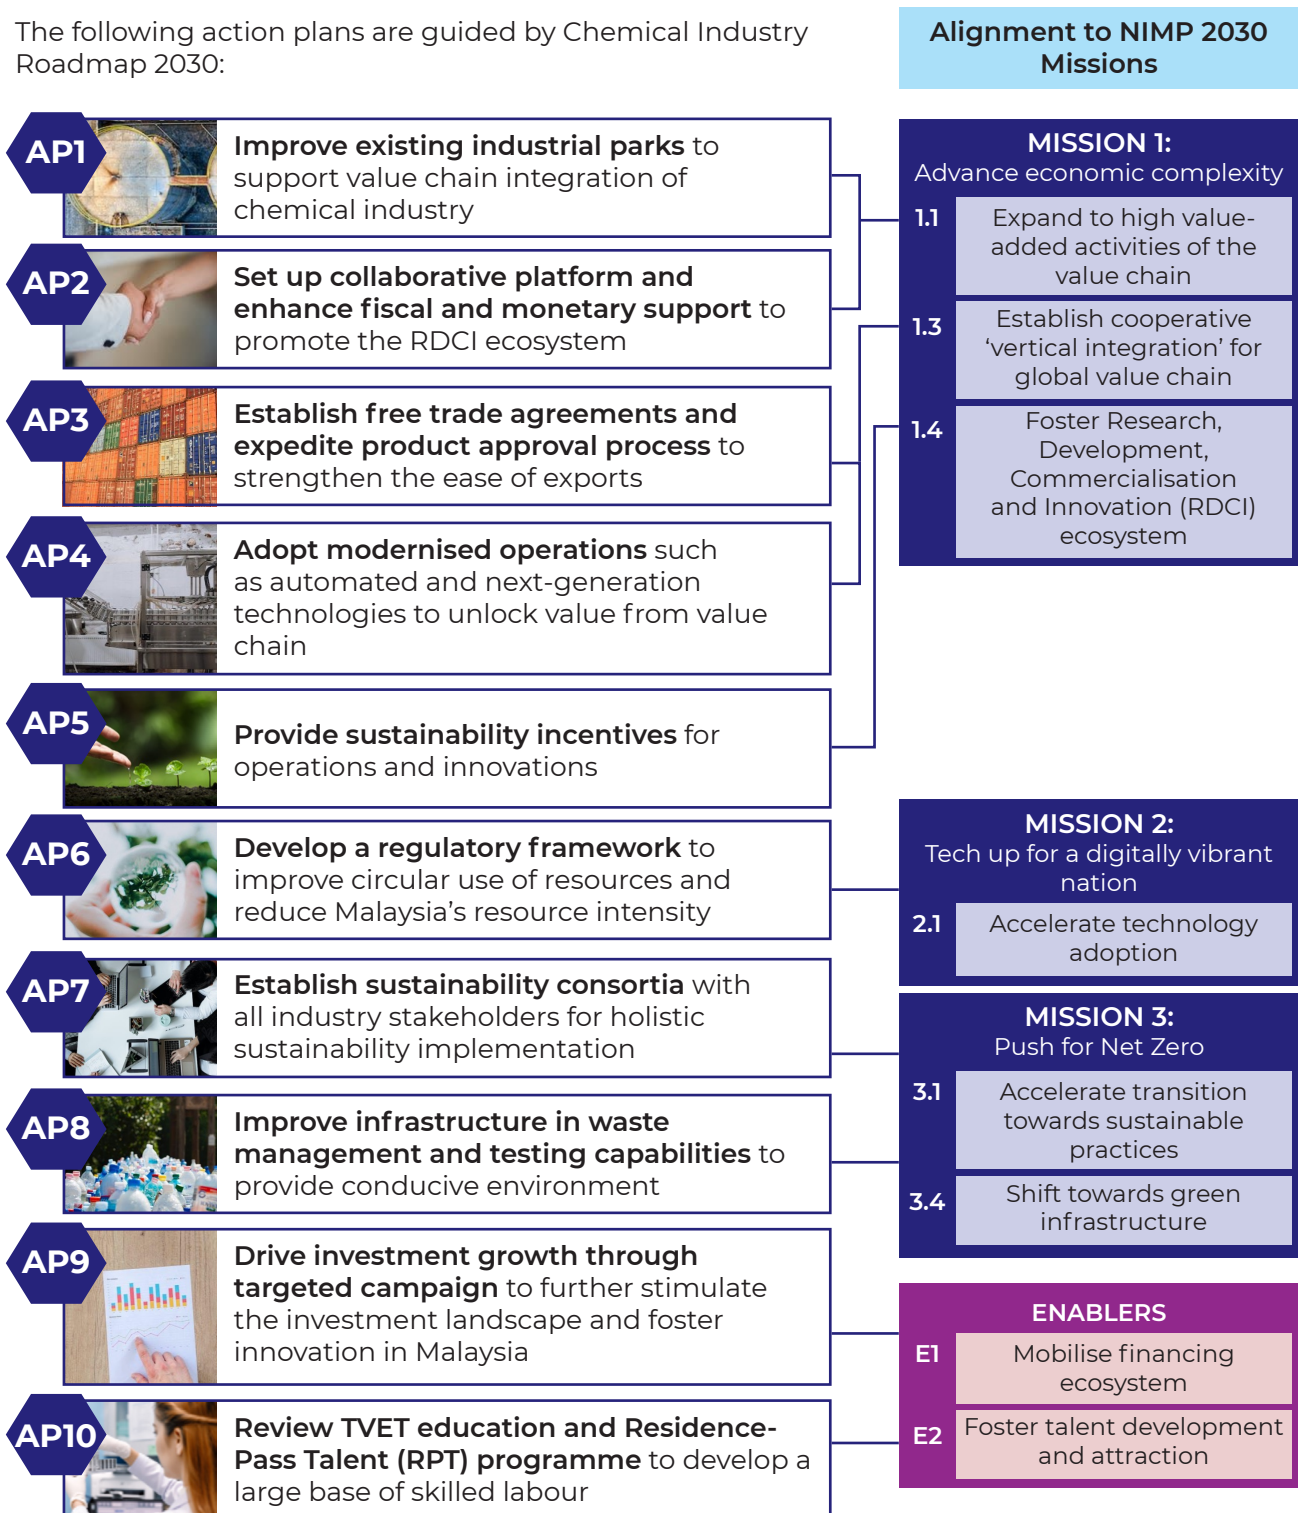 The following action plans are guided by Chemical Industry
Roadmap 2030:
AP1
Improve existing industrial parks to
support value chain integration of
chemical industry
AP2
Set up collaborative platform and
enhance fiscal and monetary support to
promote the RDCI ecosystem
AP3
Establish free trade agreements and
expedite product approval process to
strengthen the ease of exports
AP4
Adopt modernised operations such
as automated and next-generation
technologies to unlock value from value
chain
AP5
Provide sustainability incentives for
operations and innovations
AP6
Develop a regulatory framework to
improve circular use of resources and
reduce Malaysia’s resource intensity
AP7
Establish sustainability consortia with
all industry stakeholders for holistic
sustainability implementation
AP8
Improve infrastructure in waste
management and testing capabilities to
provide conducive environment
AP9
Drive investment growth through
targeted campaign to further stimulate
the investment landscape and foster
innovation in Malaysia
AP10
Review TVET education and Residence-
Pass Talent (RPT) programme to develop a
large base of skilled labour
Alignment to NIMP 2030
Missions
MISSION 1:
Advance economic complexity
1.1
Expand to high value-
added activities of the
value chain
1.3
Establish cooperative
‘vertical integration’ for
global value chain
1.4
Foster Research,
Development,
Commercialisation
and Innovation (RDCI)
ecosystem
MISSION 2:
Tech up for a digitally vibrant
nation
2.1
Accelerate technology
adoption
MISSION 3:
Push for Net Zero
3.1
Accelerate transition
towards sustainable
practices
3.4
Shift towards green
infrastructure
ENABLERS
E1
Mobilise financing
ecosystem
E2
Foster talent development
and attraction